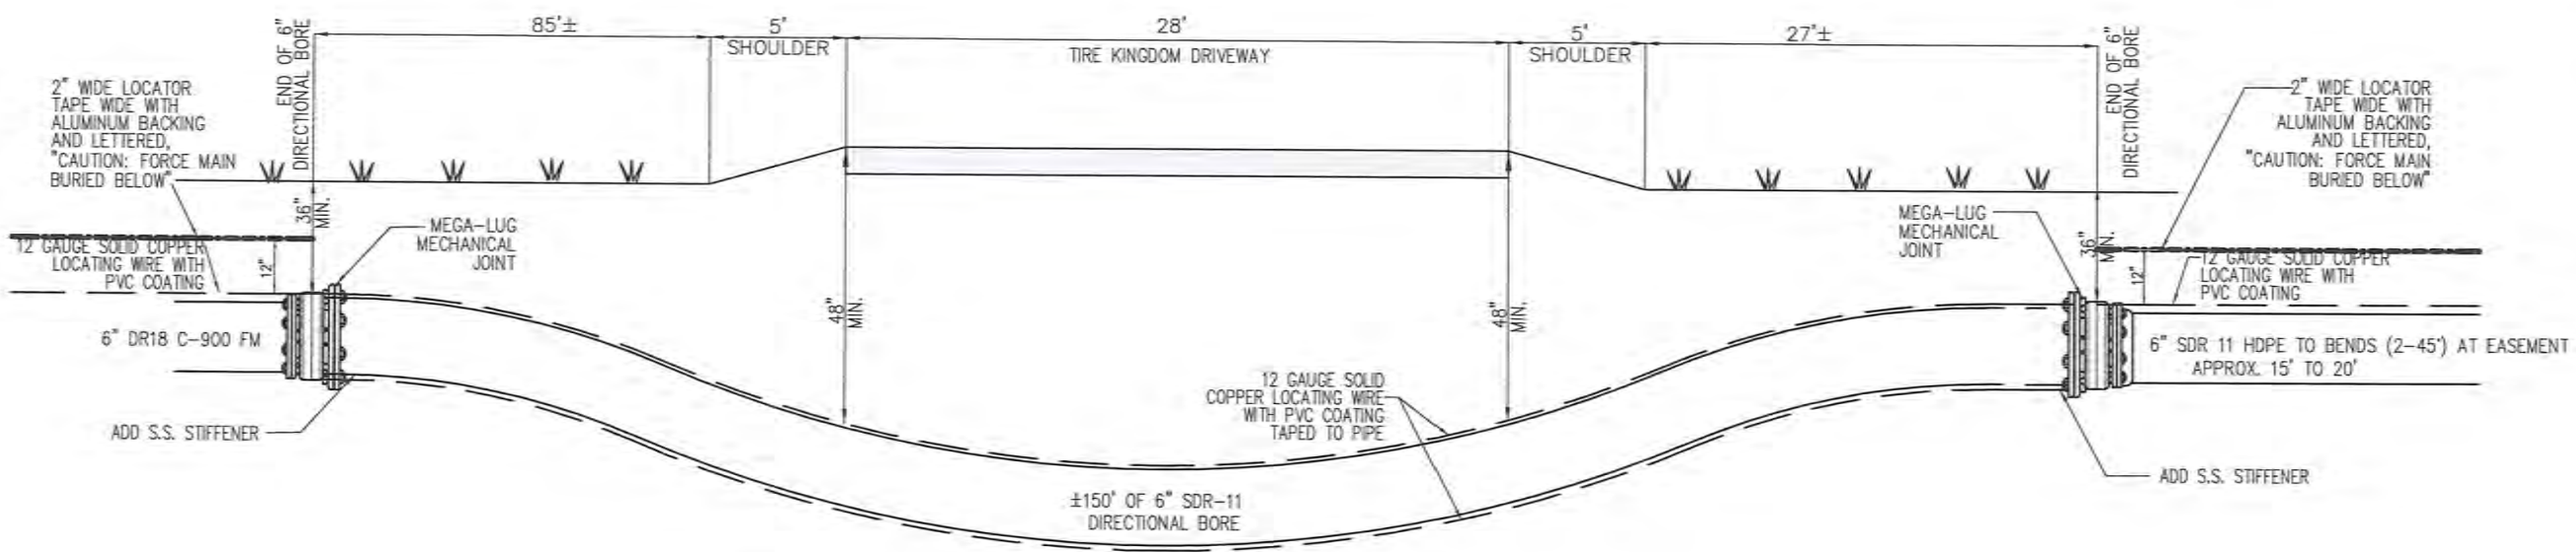 85'±
5'
SHOULDER
28'
TIRE KINGDOM DRIVEWAY
5'
SHOULDER
27'±
END OF 6"
DIRECTIONAL BORE
END OF 6"
DIRECTIONAL BORE
2" WIDE LOCATOR
TAPE WIDE WITH
ALUMINUM BACKING
AND LETTERED,
"CAUTION: FORCE MAIN
BURIED BELOW"
2" WIDE LOCATOR
TAPE WIDE WITH
ALUMINUM BACKING
AND LETTERED,
"CAUTION: FORCE MAIN
BURIED BELOW"
36"
MIN.
MEGA-LUG
MECHANICAL
JOINT
MEGA-LUG
MECHANICAL
JOINT
36"
MIN.
12 GAUGE SOLID COPPER
LOCATING WIRE WITH
PVC COATING
12"
12"
12 GAUGE SOLID COPPER
LOCATING WIRE WITH
PVC COATING
48"
MIN.
48"
MIN.
6" DR18 C-900 FM
6" SDR 11 HDPE TO BENDS (2-45°) AT EASEMENT
APPROX. 15' TO 20'
12 GAUGE SOLID
COPPER LOCATING WIRE
WITH PVC COATING
TAPED TO PIPE
ADD S.S. STIFFENER
ADD S.S. STIFFENER
±150' OF 6" SDR-11
DIRECTIONAL BORE